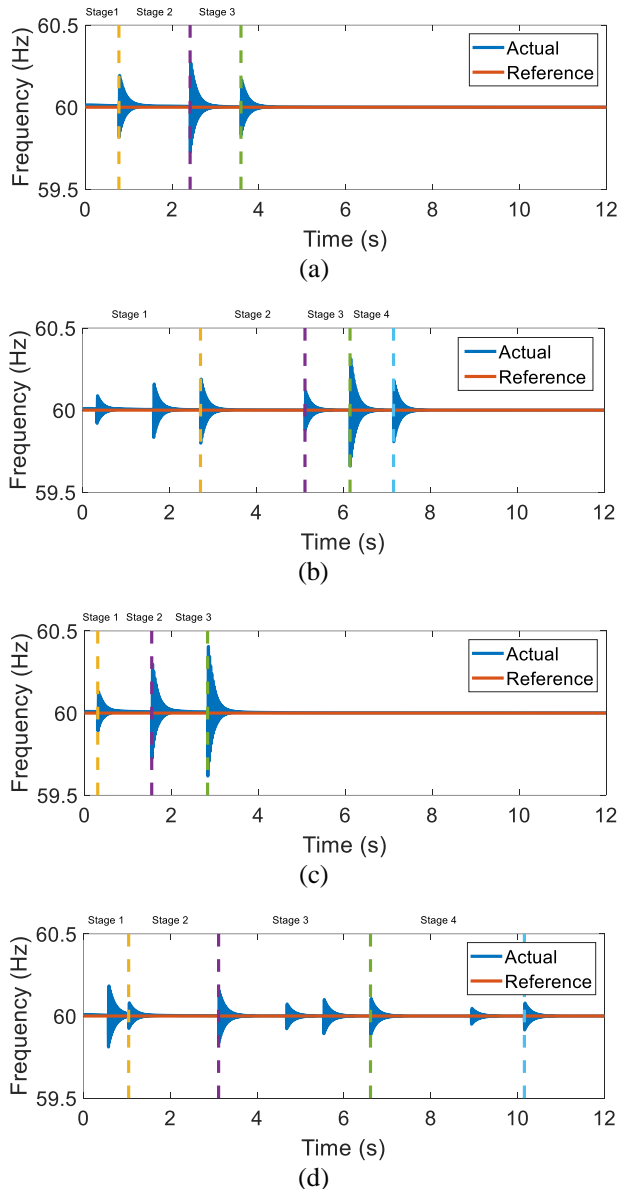 Stage1 Stage 2 Stage 3
60.5
60
59.5
Frequency (Hz)
Actual
Reference
0 2 4 6 8 10 12
Time (s)
(a)
Stage 1 Stage 2 Stage 3 Stage 4
60.5
60
59.5
Frequency (Hz)
Actual
Reference
0 2 4 6 8 10 12
Time (s)
(b)
Stage 1 Stage 2 Stage 3
60.5
60
59.5
Frequency (Hz)
Actual
Reference
0 2 4 6 8 10 12
Time (s)
(c)
Stage 1 Stage 2 Stage 3 Stage 4
60.5
60
59.5
Frequency (Hz)
Actual
Reference
0 2 4 6 8 10 12
Time (s)
(d)